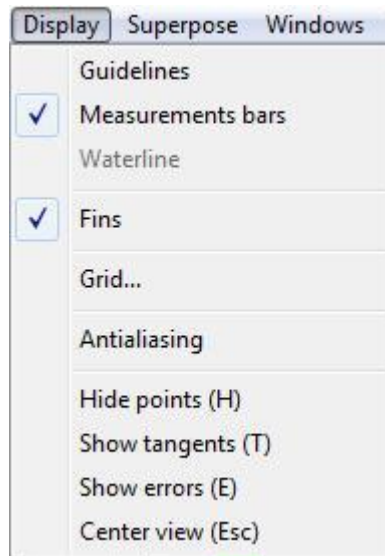 Display Superpose Windows
Guidelines
Measurements bars
Waterline
Fins
Grid...
Antialiasing
Hide points (H)
Show tangents (T)
Show errors (E)
Center view (Esc)